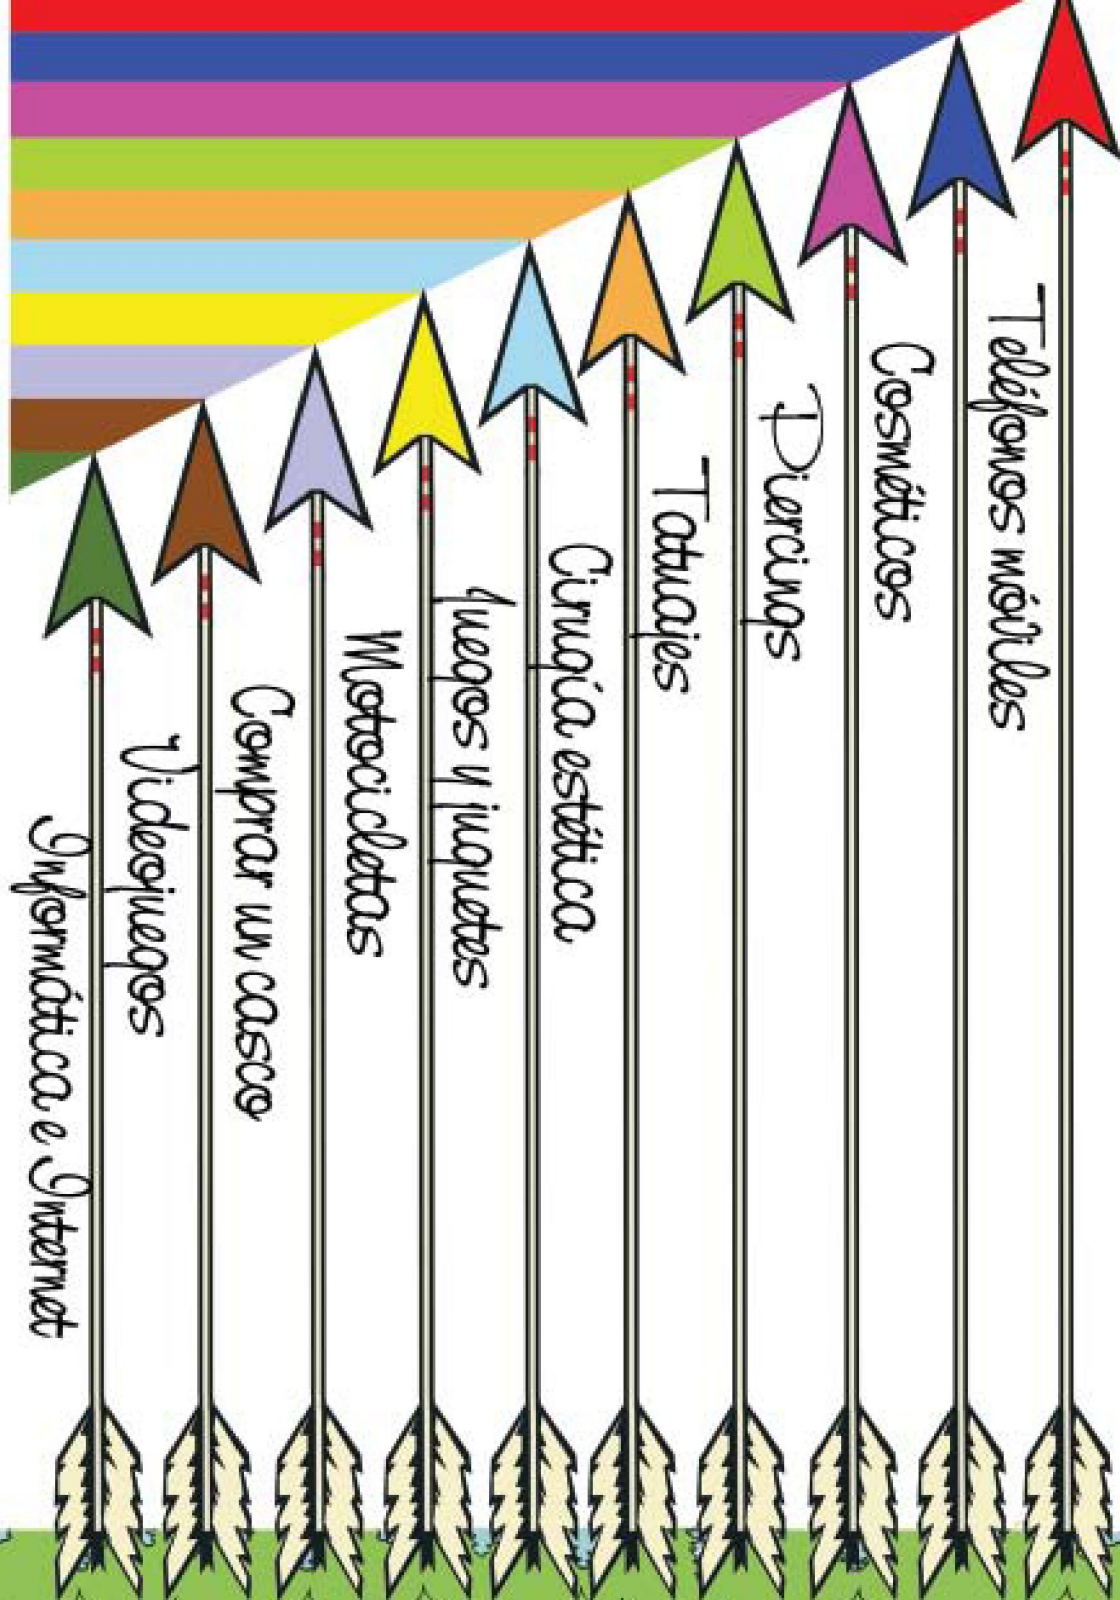 Teléfonos móviles
Cosméticos
Piercings
Tatuajes
Cirugía estética
Juegos y juguetes
Motocicletas
Comprar un casco
Videojuegos
Informática e Internet